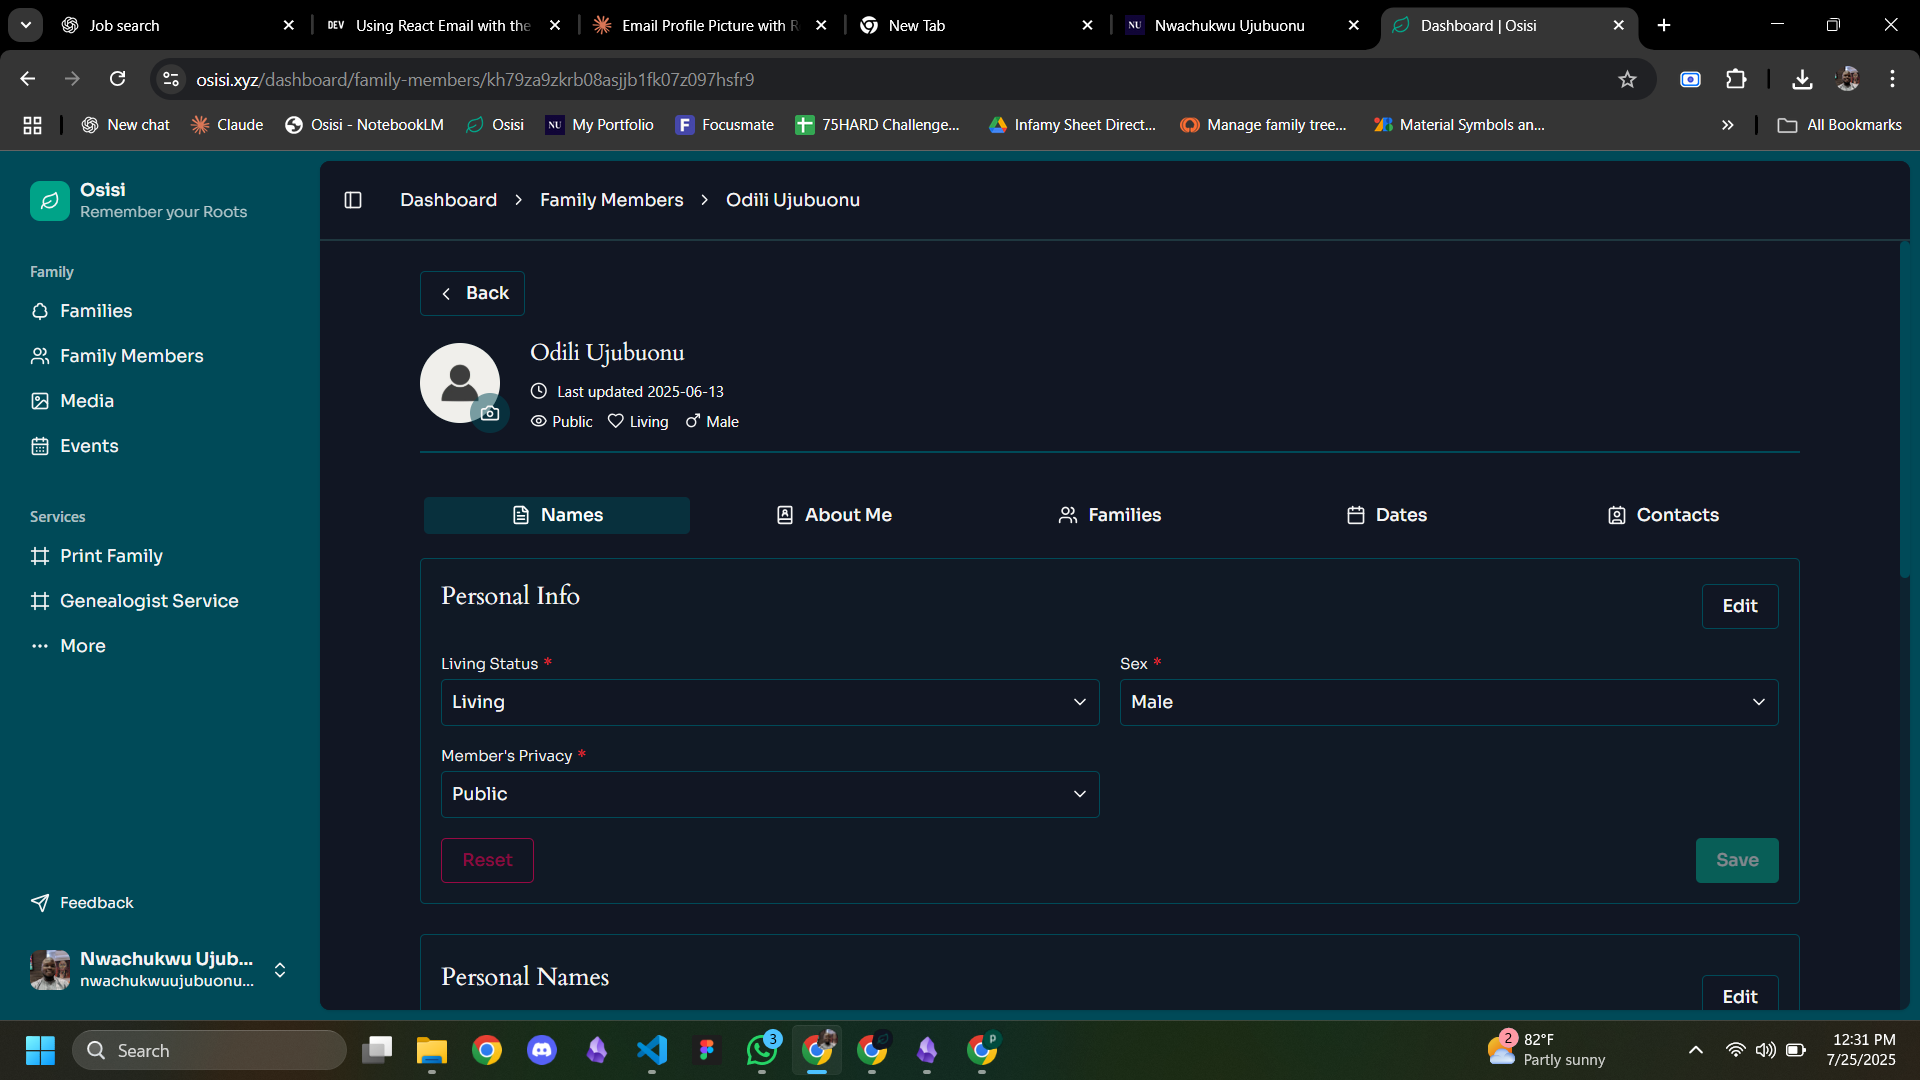 Job search
DEV Using React Email with the
Email Profile Picture with R
New Tab
NU Nwachukwu Ujubuonu
Dashboard | Osisi
osisi.xyz/dashboard/family-members/kh79za9zkrb08asjjb1fk07z097hsfr9
New chat
Claude
Osisi - NotebookLM
Osisi
NU My Portfolio
F Focusmate
75HARD Challenge...
Infamy Sheet Direct...
Manage family tree...
Material Symbols an...
All Bookmarks
Osisi
Remember your Roots
Family
Families
Family Members
Media
Events
Services
Print Family
Genealogist Service
More
Feedback
Nwachukwu Ujub...
nwachukwuujubuonu...
Dashboard > Family Members > Odili Ujubuonu
Back
Odili Ujubuonu
Last updated 2025-06-13
Public Living Male
Names
About Me
Families
Dates
Contacts
Personal Info
Edit
Living Status *
Living
Sex *
Male
Member's Privacy *
Public
Reset
Save
Personal Names
Edit
Search
3
P
2
82°F
Partly sunny
12:31 PM
7/25/2025